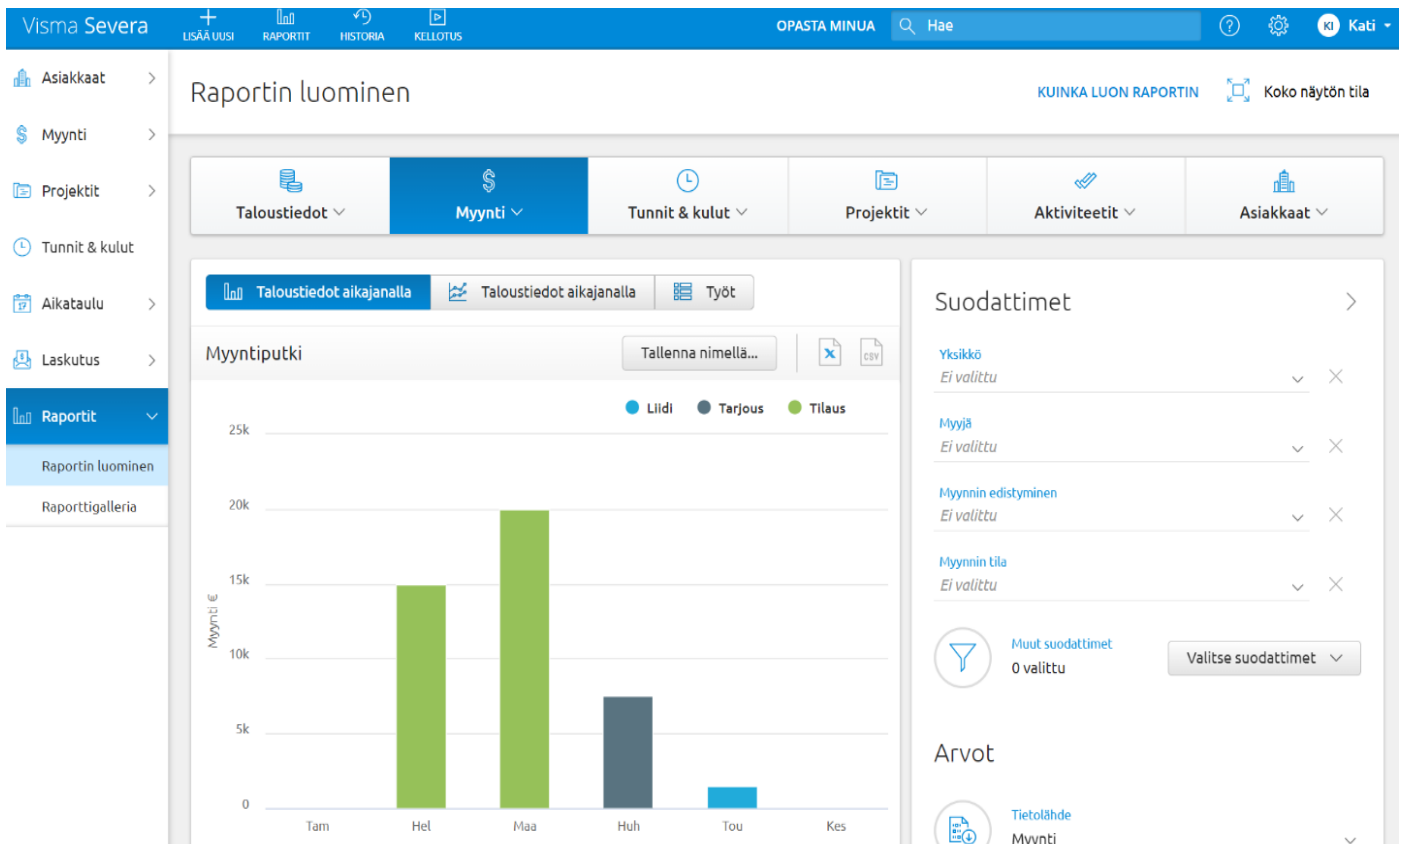 Visma Severa
LISÄÄ UUSI
RAPORTIT
HISTORIA
KELLOTUS
OPASTA MINUA
Hae
?
KI
Kati
Asiakkaat
Myynti
Projektit
Tunnit & kulut
17
Aikataulu
Laskutus
Raportit
Raportin luominen
Raporttigalleria
Raportin luominen
KUINKA LUON RAPORTIN
Koko näytön tila
Taloustiedot
Myynti
Tunnit & kulut
Projektit
Aktiviteetit
Asiakkaat
Taloustiedot aikajanalla
Taloustiedot aikajanalla
Työt
Myyntiputki
Tallenna nimellä...
X
CSV
Liidi
Tarjous
Tilaus
25k
20k
15k
10k
5k
0
Myynti €
Tam
Hel
Maa
Huh
Tou
Kes
Suodattimet
Yksikkö
Ei valittu
Myyjä
Ei valittu
Myynnin edistyminen
Ei valittu
Myynnin tila
Ei valittu
Muut suodattimet
0 valittu
Valitse suodattimet
Arvot
Tietolähde
Myynti